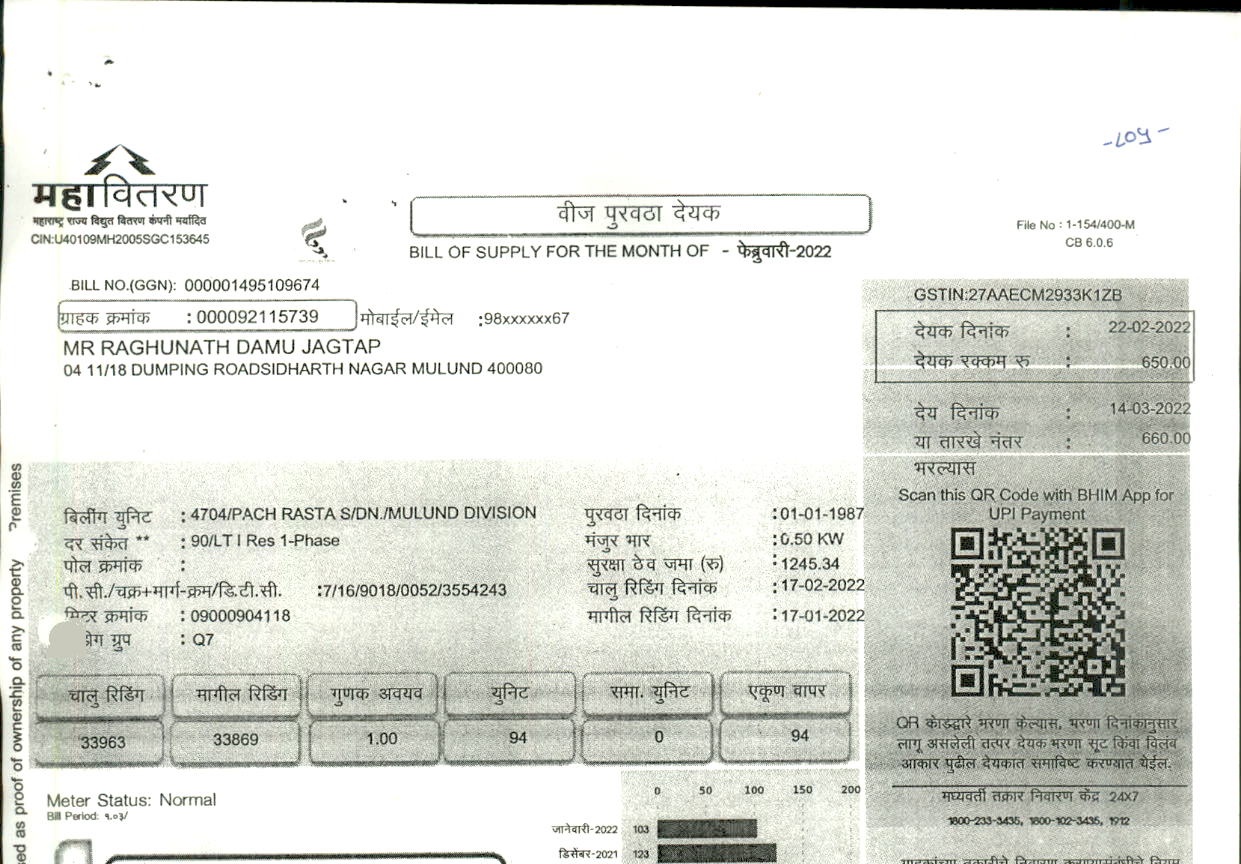 -209-
महावितरण
महाराष्ट्र राज्य विद्युत वितरण कंपनी मर्यादित
CIN:U40109MH2005SGC153645
वीज पुरवठा देयक
BILL OF SUPPLY FOR THE MONTH OF - फेब्रुवारी-2022
File No : 1-154/400-M
CB 6.0.6
BILL NO.(GGN): 000001495109674
ग्राहक क्रमांक : 000092115739 मोबाईल/ईमेल :98xxxxxx67
MR RAGHUNATH DAMU JAGTAP
04 11/18 DUMPING ROADSIDHARTH NAGAR MULUND 400080
GSTIN:27AAECM2933K1ZB
देयक दिनांक : 22-02-2022
देयक रक्कम रु : 650.00
देय दिनांक : 14-03-2022
या तारखे नंतर : 660.00
भरल्यास
Scan this QR Code with BHIM App for
UPI Payment
बिलींग युनिट : 4704/PACH RASTA S/DN./MULUND DIVISION
दर संकेत ** : 90/LT I Res 1-Phase
पोल क्रमांक :
पी.सी./चक्र+मार्ग-क्रम/डि.टी.सी. :7/16/9018/0052/3554243
मिटर क्रमांक : 09000904118
ग्रुप : Q7
पुरवठा दिनांक :01-01-1987
मंजुर भार :0.50 KW
सुरक्षा ठेव जमा (रु) :1245.34
चालु रिडिंग दिनांक :17-02-2022
मागील रिडिंग दिनांक :17-01-2022
चालु रिडिंग मागील रिडिंग गुणक अवयव युनिट समा. युनिट एकूण वापर
33963 33869 1.00 94 0 94
QR कोडद्वारे भरणा केल्यास, भरणा दिनांकानुसार
लागू असलेली तत्पर देयक भरणा सूट किंवा विलंब
आकार पुढील देयकात समाविष्ट करण्यात येईल.
मध्यवर्ती तक्रार निवारण केंद्र 24X7
1800-233-3435, 1800-102-3435, 1912
Meter Status: Normal
Bill Period: १.०३/
0 50 100 150 200
जानेवारी-2022 103
डिसेंबर-2021 123
sed as proof of ownership of any property Premises